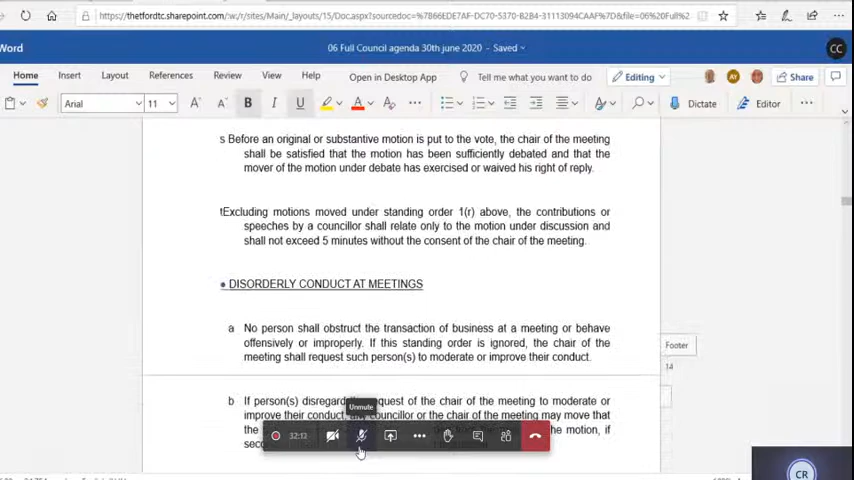 https://thetfordtc.sharepoint.com/:w:/r/sites/Main/_layouts/15/Doc.aspx?sourcedoc=%7B66EDE7AF-DC70-5370-B2B4-31113094CAAF%7D&file=06%20Full%2
Word
06 Full Council agenda 30th june 2020 - Saved
CC
Home Insert Layout References Review View Help Open in Desktop App Tell me what you want to do Editing AY Share
Arial 11 A A B I U A A Dictate Editor
s Before an original or substantive motion is put to the vote, the chair of the meeting
shall be satisfied that the motion has been sufficiently debated and that the
mover of the motion under debate has exercised or waived his right of reply.
tExcluding motions moved under standing order 1(r) above, the contributions or
speeches by a councillor shall relate only to the motion under discussion and
shall not exceed 5 minutes without the consent of the chair of the meeting.
• DISORDERLY CONDUCT AT MEETINGS
a No person shall obstruct the transaction of business at a meeting or behave
offensively or improperly. If this standing order is ignored, the chair of the
meeting shall request such person(s) to moderate or improve their conduct.
Footer
14
b If person(s) disregard request of the chair of the meeting to moderate or
Unmute
improve their conduct, councillor or the chair of the meeting may move that
the motion, if
32:13
CR